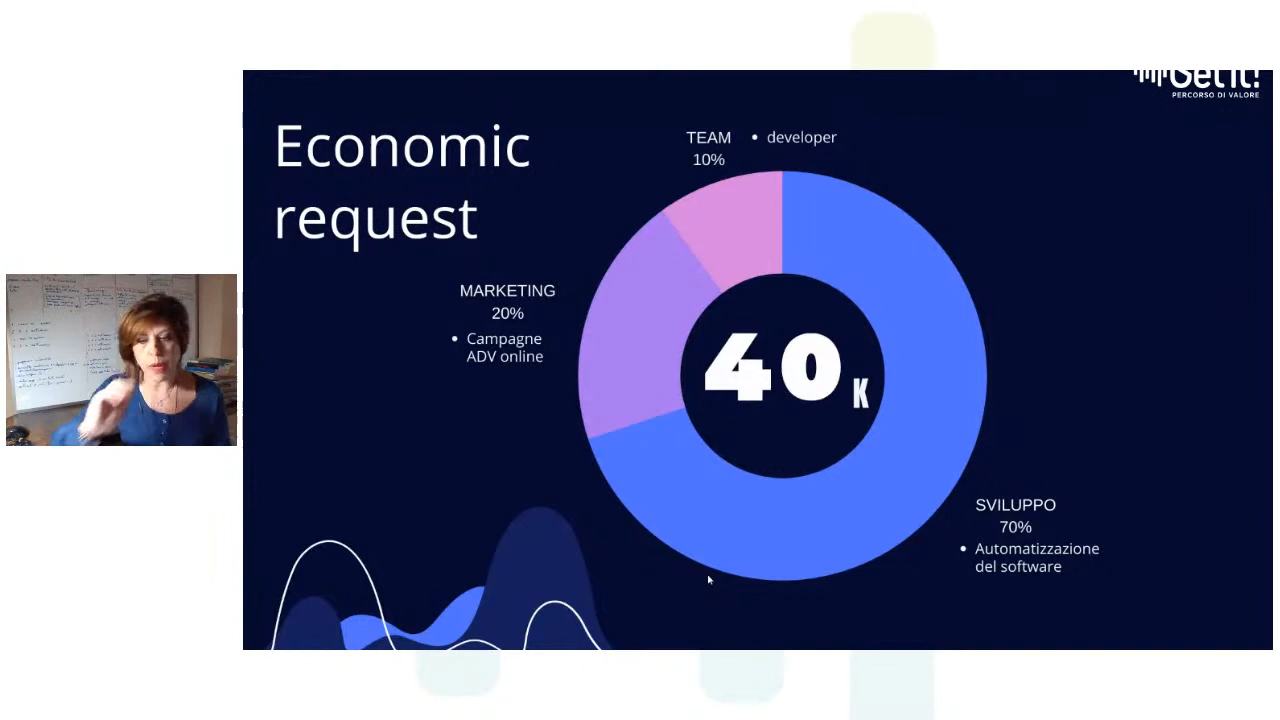 Get it!
PERCORSO DI VALORE
Economic
request
TEAM
10%
• developer
MARKETING
20%
• Campagne
ADV online
40 K
SVILUPPO
70%
• Automatizzazione
del software